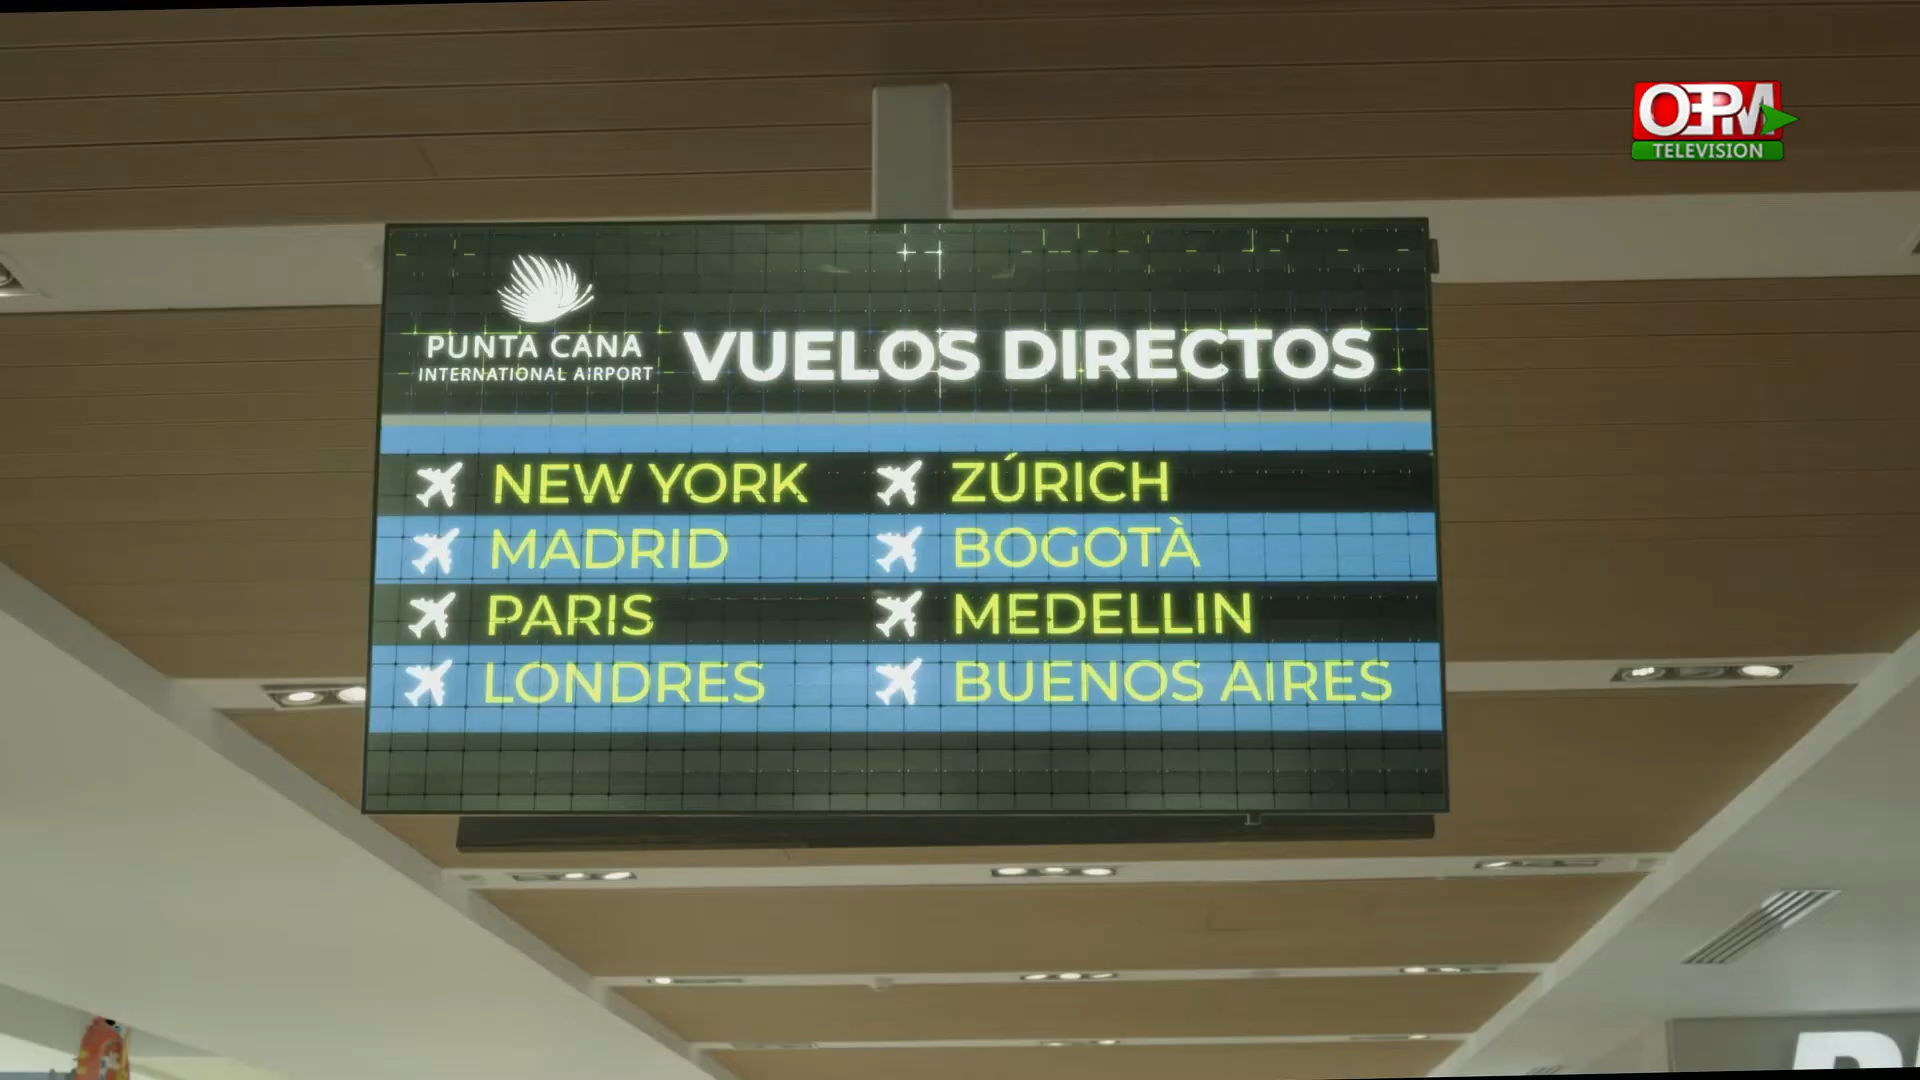 OEPM
TELEVISION
PUNTA CANA
INTERNATIONAL AIRPORT
VUELOS DIRECTOS
NEW YORK
ZÚRICH
MADRID
BOGOTÀ
PARIS
MEDELLIN
LONDRES
BUENOS AIRES